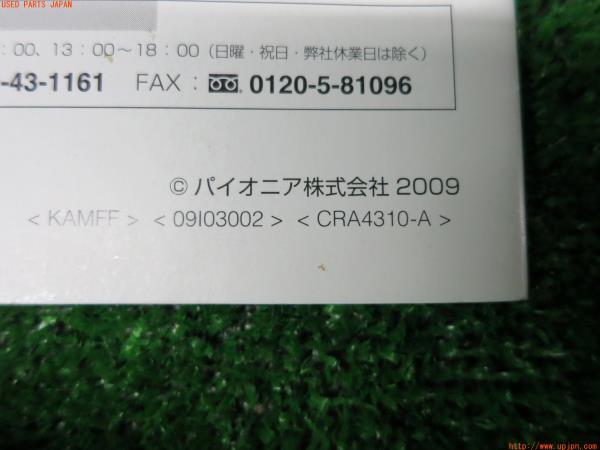 USED PARTS JAPAN
:00、13:00～18:00（日曜・祝日・弊社休業日は除く）
-43-1161 FAX : 0120-5-81096
© パイオニア株式会社 2009
< KAMFF > < 09I03002 > < CRA4310-A >
http://www.upjpn.com/